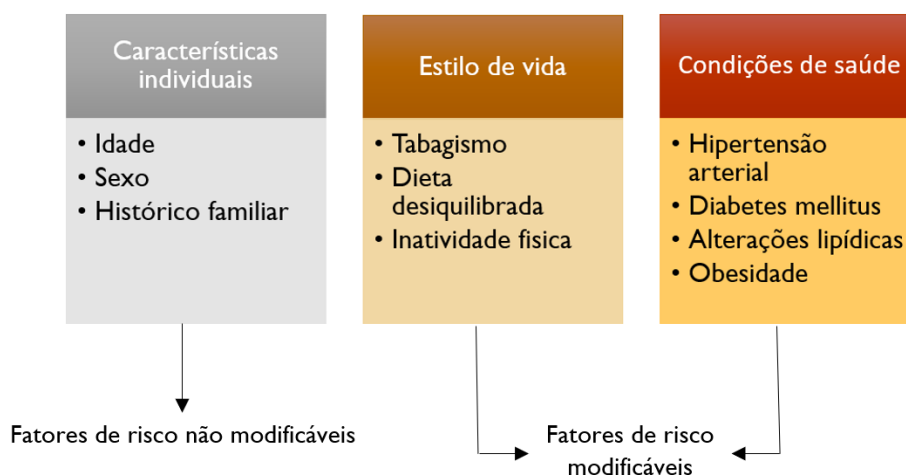 Características
individuais
• Idade
• Sexo
• Histórico familiar
Estilo de vida
• Tabagismo
• Dieta
desiquilibrada
• Inatividade fisica
Condições de saúde
• Hipertensão
arterial
• Diabetes mellitus
• Alterações lipídicas
• Obesidade
Fatores de risco não modificáveis
Fatores de risco
modificáveis